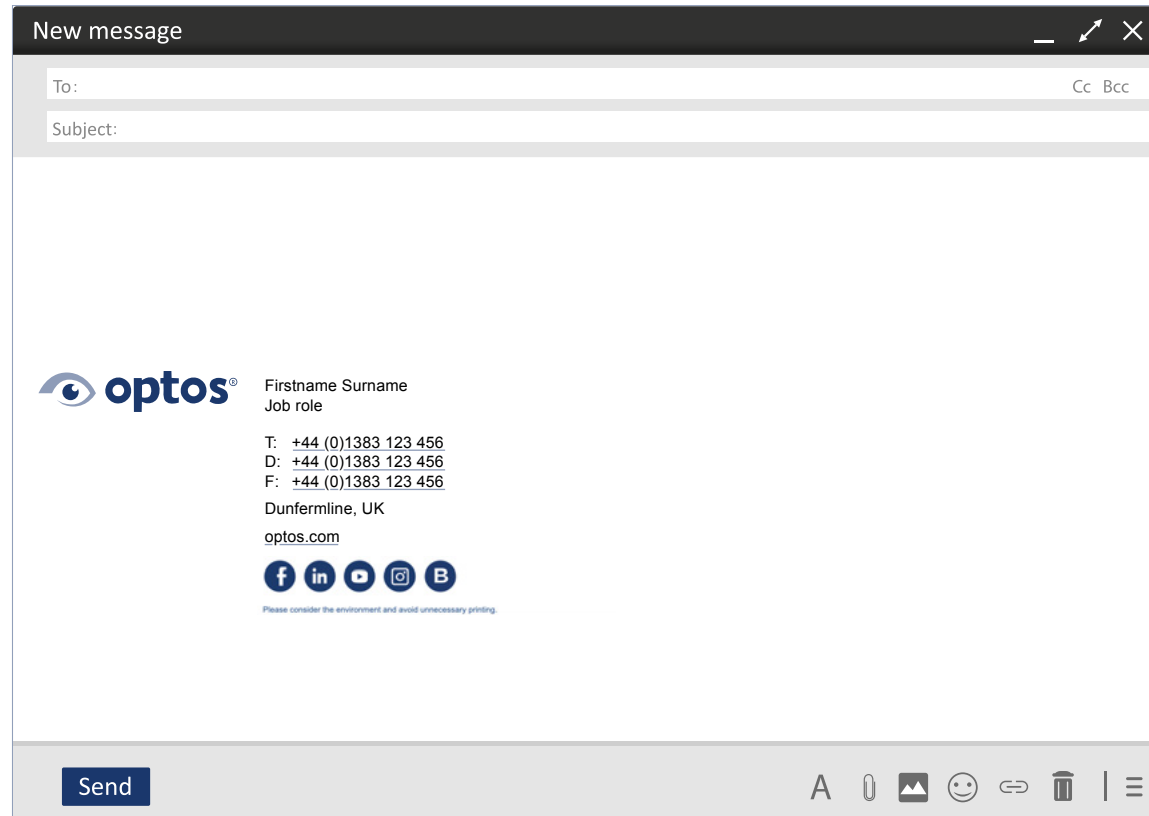 New message
To:
Cc Bcc
Subject:
optos®
Firstname Surname
Job role
T: +44 (0)1383 123 456
D: +44 (0)1383 123 456
F: +44 (0)1383 123 456
Dunfermline, UK
optos.com
f in B
Please consider the environment and avoid unnecessary printing.
Send
A